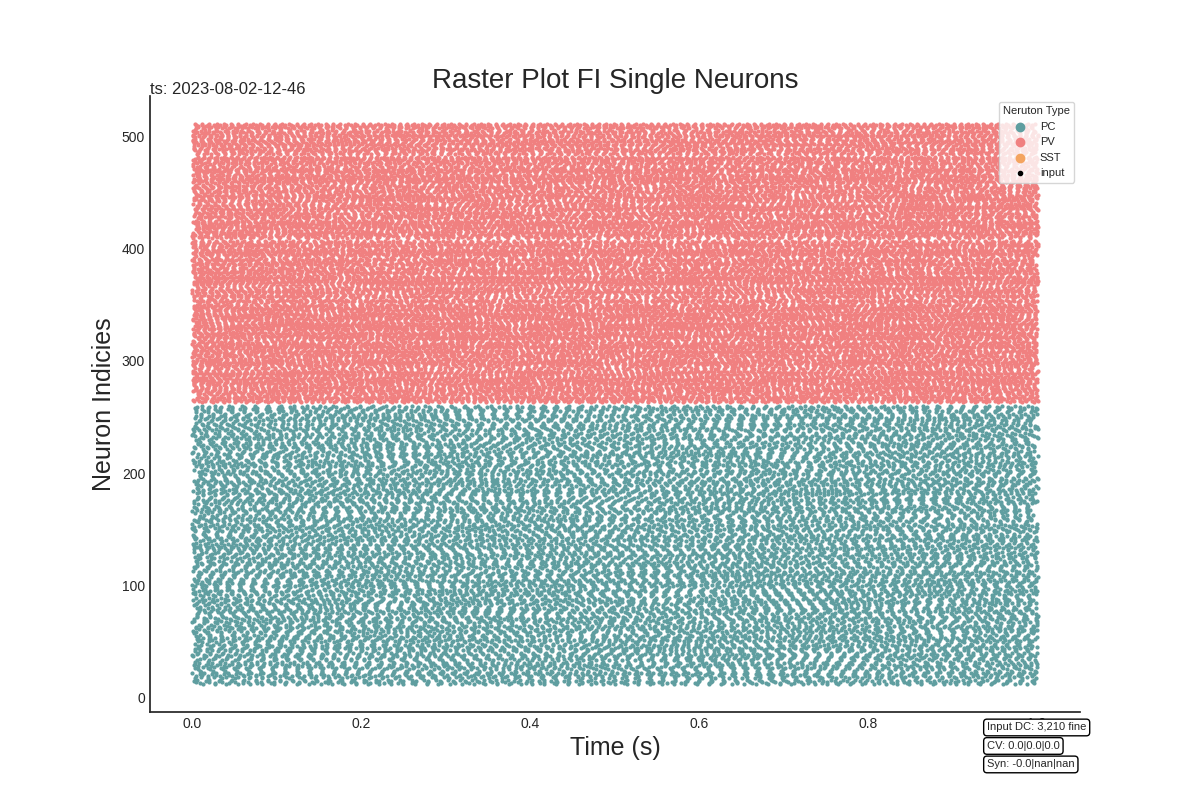 Raster Plot FI Single Neurons
ts: 2023-08-02-12-46
Neruton Type
PC
PV
SST
input
500
400
300
200
100
0
Neuron Indicies
0.0 0.2 0.4 0.6 0.8
Time (s)
Input DC: 3,210 fine
CV: 0.0|0.0|0.0
Syn: -0.0|nan|nan